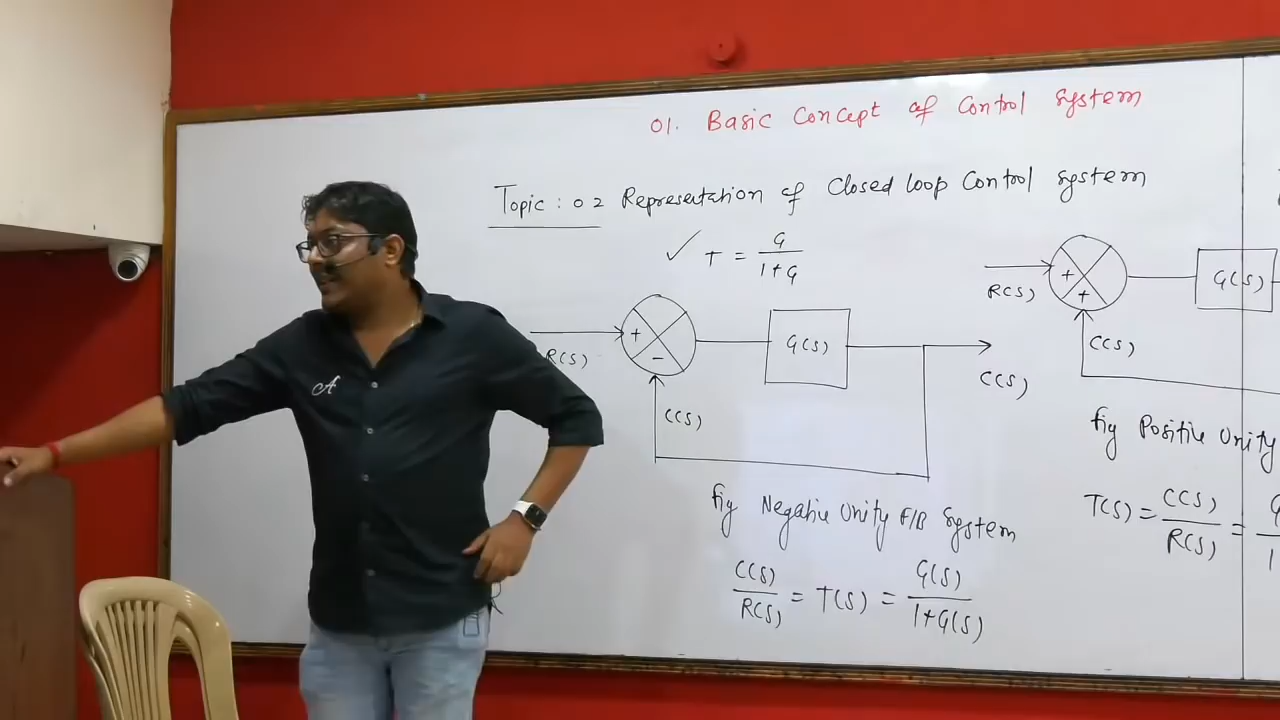 01. Basic Concept of Control System
Topic: 02 Representation of Closed loop Control System
✓ T = G / 1+G
R(S)
+
-
G(S)
C(S)
C(S)
fig Negative Unity F/B System
C(S) / R(S) = T(S) = G(S) / 1+G(S)
R(S)
+
+
G(S)
C(S)
fig Positive Unity
T(S) = C(S) / R(S) =
A